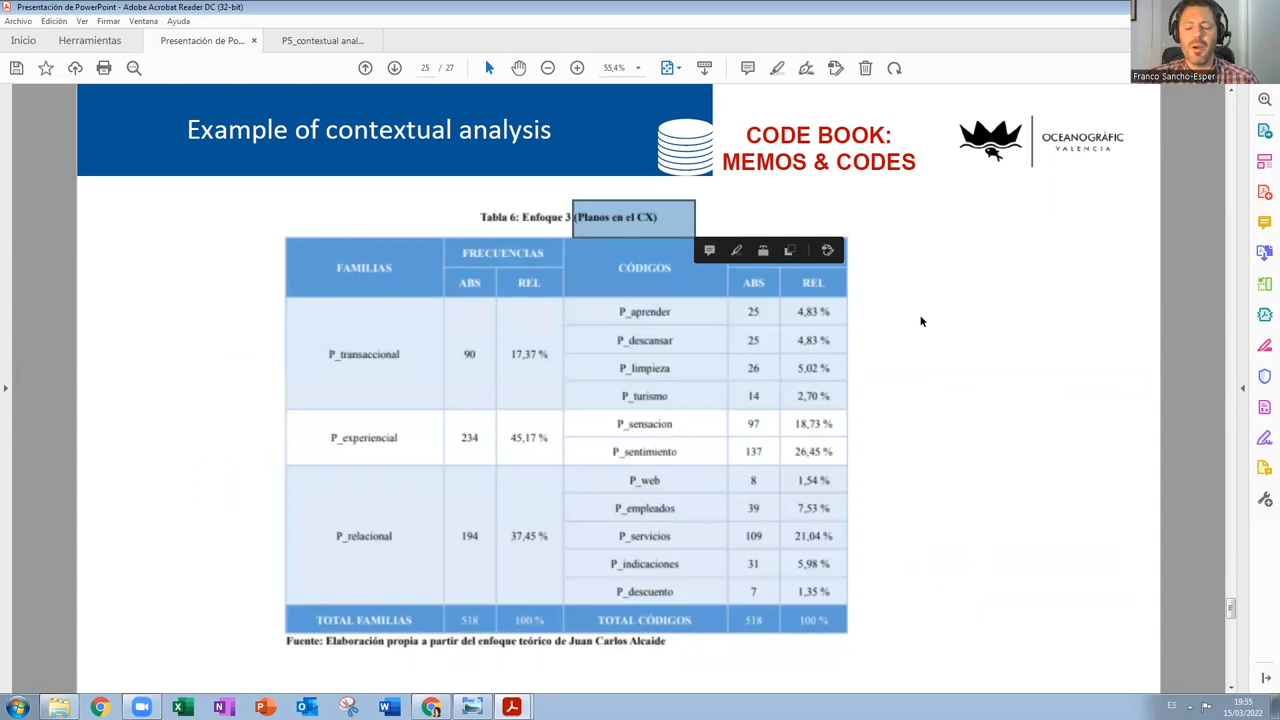 Presentación de PowerPoint - Adobe Acrobat Reader DC (32-bit)
Archivo Edición Ver Firmar Ventana Ayuda
Inicio Herramientas Presentación de Po... × P5_contextual anal...
25 / 27 55,4%
Franco Sancho-Esper
Example of contextual analysis
CODE BOOK:
MEMOS & CODES
OCEANOGRÀFIC
VALENCIA
Tabla 6: Enfoque 3 (Planos en el CX)
FAMILIAS FRECUENCIAS CÓDIGOS
ABS REL ABS REL
P_transaccional 90 17,37 %
P_aprender 25 4,83 %
P_descansar 25 4,83 %
P_limpieza 26 5,02 %
P_turismo 14 2,70 %
P_experiencial 234 45,17 %
P_sensacion 97 18,73 %
P_sentimiento 137 26,45 %
P_relacional 194 37,45 %
P_web 8 1,54 %
P_empleados 39 7,53 %
P_servicios 109 21,04 %
P_indicaciones 31 5,98 %
P_descuento 7 1,35 %
TOTAL FAMILIAS 518 100 % TOTAL CÓDIGOS 518 100 %
Fuente: Elaboración propia a partir del enfoque teórico de Juan Carlos Alcaide
ES 19:55
15/03/2022